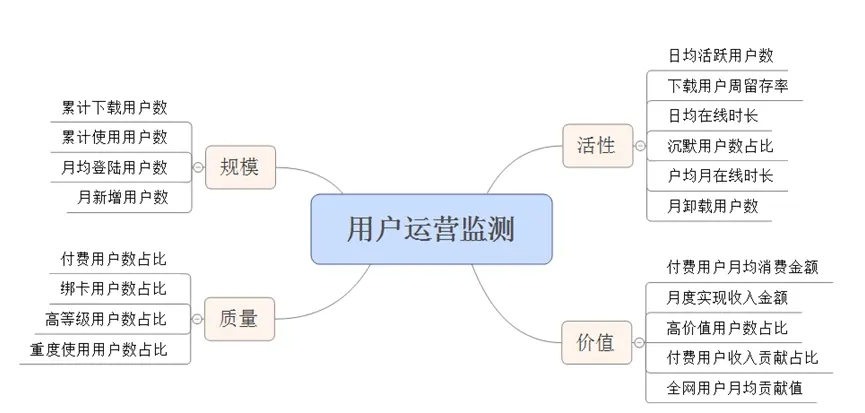 用户运营监测
规模
累计下载用户数
累计使用用户数
月均登陆用户数
月新增用户数
质量
付费用户数占比
绑卡用户数占比
高等级用户数占比
重度使用用户数占比
活性
日均活跃用户数
下载用户周留存率
日均在线时长
沉默用户数占比
户均月在线时长
月卸载用户数
价值
付费用户月均消费金额
月度实现收入金额
高价值用户数占比
付费用户收入贡献占比
全网用户月均贡献值